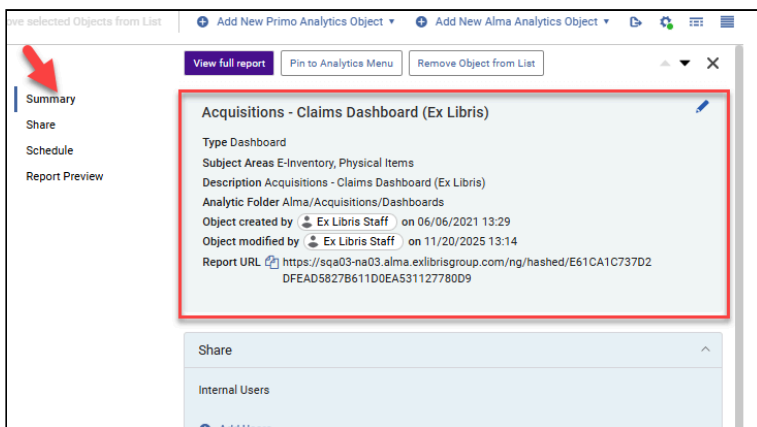 ove selected Objects from List
Add New Primo Analytics Object
Add New Alma Analytics Object
View full report
Pin to Analytics Menu
Remove Object from List
Summary
Share
Schedule
Report Preview
Acquisitions - Claims Dashboard (Ex Libris)
Type Dashboard
Subject Areas E-Inventory, Physical Items
Description Acquisitions - Claims Dashboard (Ex Libris)
Analytic Folder Alma/Acquisitions/Dashboards
Object created by Ex Libris Staff on 06/06/2021 13:29
Object modified by Ex Libris Staff on 11/20/2025 13:14
Report URL https://sqa03-na03.alma.exlibrisgroup.com/ng/hashed/E61CA1C737D2
DFEAD5827B611D0EA531127780D9
Share
Internal Users